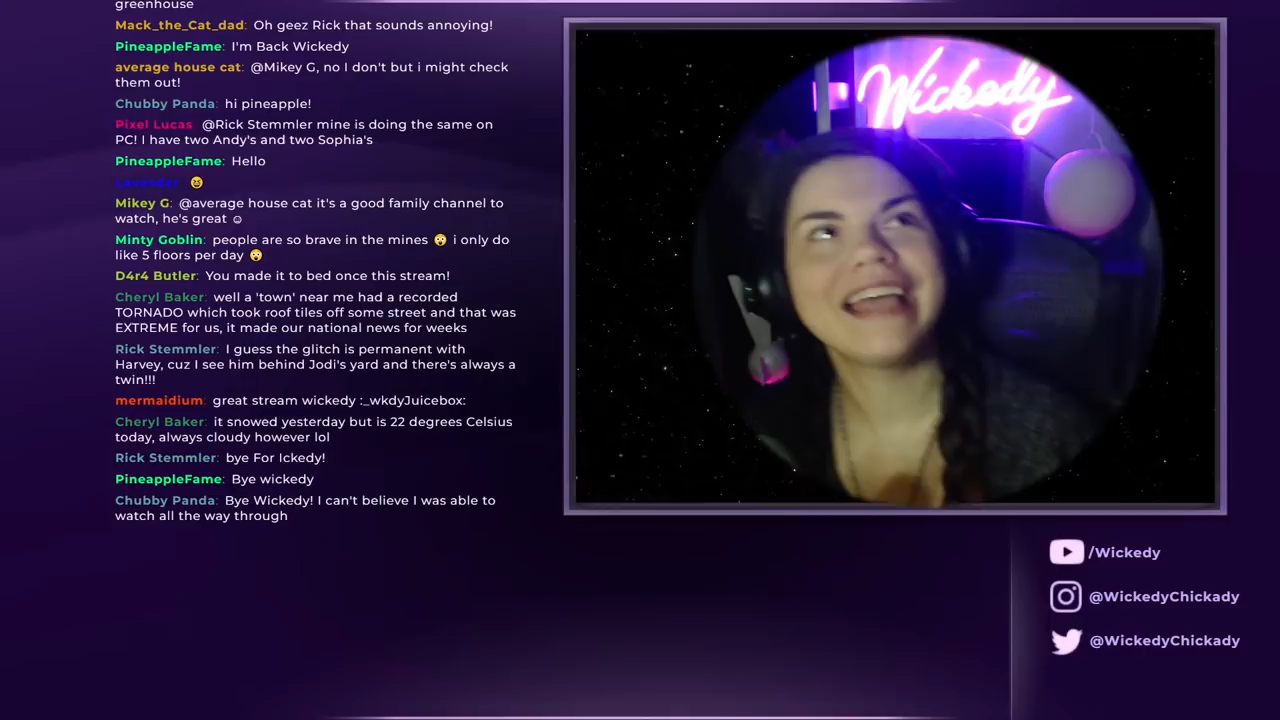 greenhouse
Mack_the_Cat_dad: Oh geez Rick that sounds annoying!
PineappleFame: I'm Back Wickedy
average house cat: @Mikey G, no I don't but i might check
them out!
Chubby Panda: hi pineapple!
Pixel Lucas: @Rick Stemmler mine is doing the same on
PC! I have two Andy's and two Sophia's
PineappleFame: Hello
Lavender: 😆
Mikey G: @average house cat it's a good family channel to
watch, he's great ☺
Minty Goblin: people are so brave in the mines 😲 i only do
like 5 floors per day 😲
D4r4 Butler: You made it to bed once this stream!
Cheryl Baker: well a 'town' near me had a recorded
TORNADO which took roof tiles off some street and that was
EXTREME for us, it made our national news for weeks
Rick Stemmler: I guess the glitch is permanent with
Harvey, cuz I see him behind Jodi's yard and there's always a
twin!!!
mermaidium: great stream wickedy :_wkdyJuicebox:
Cheryl Baker: it snowed yesterday but is 22 degrees Celsius
today, always cloudy however lol
Rick Stemmler: bye For Ickedy!
PineappleFame: Bye wickedy
Chubby Panda: Bye Wickedy! I can't believe I was able to
watch all the way through
Wickedy
/Wickedy
@WickedyChickady
@WickedyChickady